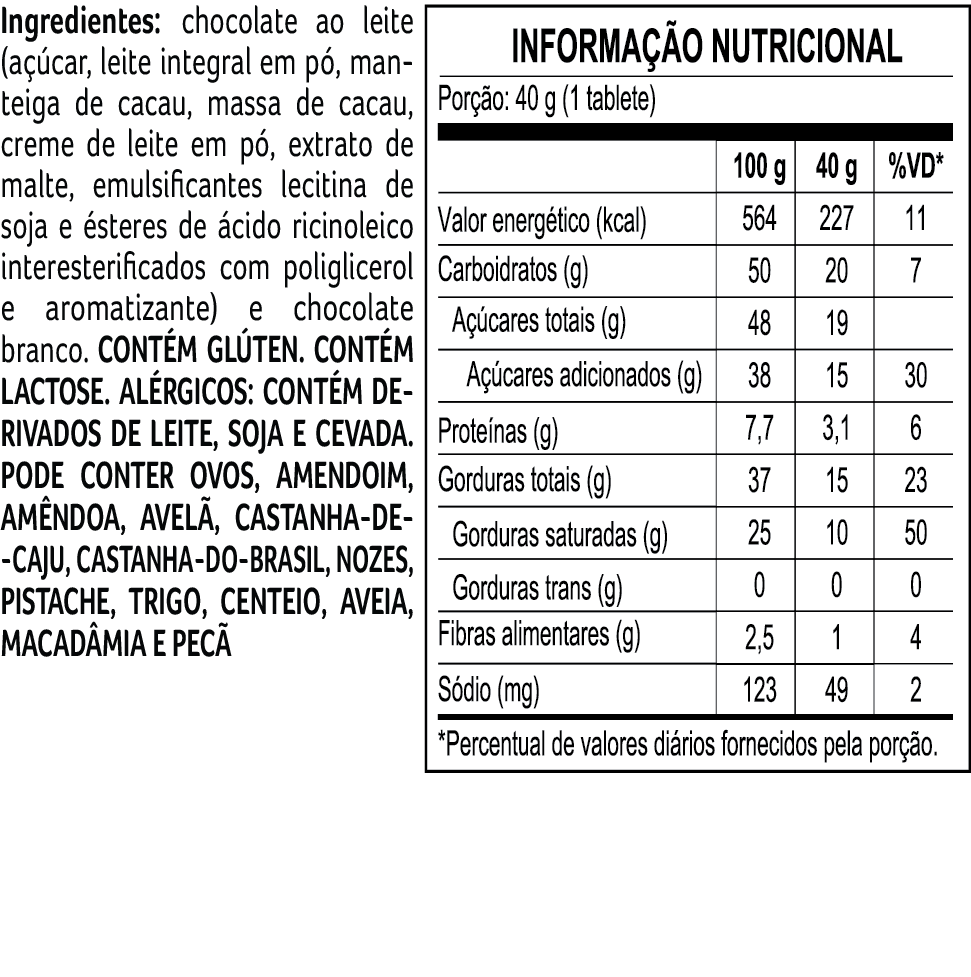 Ingredientes: chocolate ao leite
(açúcar, leite integral em pó, man-
teiga de cacau, massa de cacau,
creme de leite em pó, extrato de
malte, emulsificantes lecitina de
soja e ésteres de ácido ricinoleico
interesterificados com poliglicerol
e aromatizante) e chocolate
branco. CONTÉM GLÚTEN. CONTÉM
LACTOSE. ALÉRGICOS: CONTÉM DE-
RIVADOS DE LEITE, SOJA E CEVADA.
PODE CONTER OVOS, AMENDOIM,
AMÊNDOA, AVELÃ, CASTANHA-DE-
-CAJU, CASTANHA-DO-BRASIL, NOZES,
PISTACHE, TRIGO, CENTEIO, AVEIA,
MACADÂMIA E PECÃ
INFORMAÇÃO NUTRICIONAL
Porção: 40 g (1 tablete)
100 g 40 g %VD*
Valor energético (kcal) 564 227 11
Carboidratos (g) 50 20 7
Açúcares totais (g) 48 19
Açúcares adicionados (g) 38 15 30
Proteínas (g) 7,7 3,1 6
Gorduras totais (g) 37 15 23
Gorduras saturadas (g) 25 10 50
Gorduras trans (g) 0 0 0
Fibras alimentares (g) 2,5 1 4
Sódio (mg) 123 49 2
*Percentual de valores diários fornecidos pela porção.